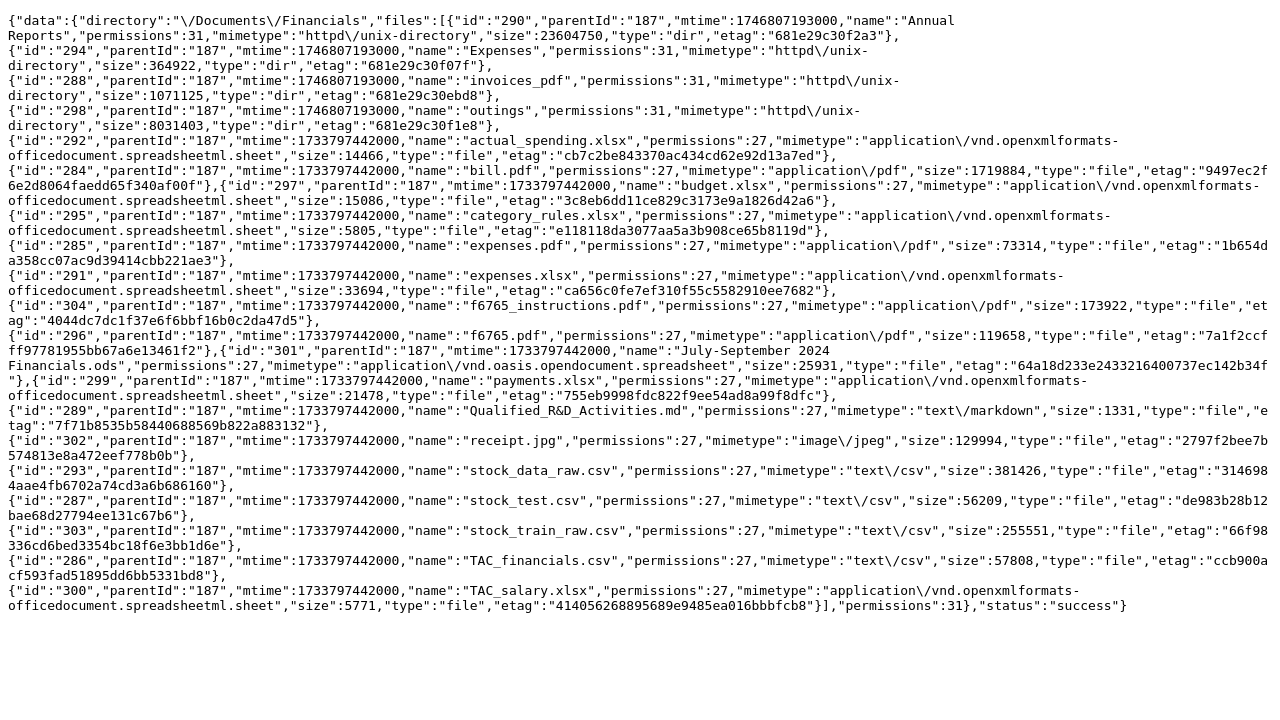 {"data":{"directory":"\/Documents\/Financials","files":[{"id":"290","parentId":"187","mtime":1746807193000,"name":"Annual
Reports","permissions":31,"mimetype":"httpd\/unix-directory","size":23604750,"type":"dir","etag":"681e29c30f2a3"},
{"id":"294","parentId":"187","mtime":1746807193000,"name":"Expenses","permissions":31,"mimetype":"httpd\/unix-
directory","size":364922,"type":"dir","etag":"681e29c30f07f"},
{"id":"288","parentId":"187","mtime":1746807193000,"name":"invoices_pdf","permissions":31,"mimetype":"httpd\/unix-
directory","size":1071125,"type":"dir","etag":"681e29c30ebd8"},
{"id":"298","parentId":"187","mtime":1746807193000,"name":"outings","permissions":31,"mimetype":"httpd\/unix-
directory","size":8031403,"type":"dir","etag":"681e29c30f1e8"},
{"id":"292","parentId":"187","mtime":1733797442000,"name":"actual_spending.xlsx","permissions":27,"mimetype":"application\/vnd.openxmlformats-
officedocument.spreadsheetml.sheet","size":14466,"type":"file","etag":"cb7c2be843370ac434cd62e92d13a7ed"},
{"id":"284","parentId":"187","mtime":1733797442000,"name":"bill.pdf","permissions":27,"mimetype":"application\/pdf","size":1719884,"type":"file","etag":"9497ec2f
6e2d8064faedd65f340af00f"},{"id":"297","parentId":"187","mtime":1733797442000,"name":"budget.xlsx","permissions":27,"mimetype":"application\/vnd.openxmlformats-
officedocument.spreadsheetml.sheet","size":15086,"type":"file","etag":"3c8eb6dd11ce829c3173e9a1826d42a6"},
{"id":"295","parentId":"187","mtime":1733797442000,"name":"category_rules.xlsx","permissions":27,"mimetype":"application\/vnd.openxmlformats-
officedocument.spreadsheetml.sheet","size":5805,"type":"file","etag":"e118118da3077aa5a3b908ce65b8119d"},
{"id":"285","parentId":"187","mtime":1733797442000,"name":"expenses.pdf","permissions":27,"mimetype":"application\/pdf","size":73314,"type":"file","etag":"1b654d
a358cc07ac9d39414cbb221ae3"},
{"id":"291","parentId":"187","mtime":1733797442000,"name":"expenses.xlsx","permissions":27,"mimetype":"application\/vnd.openxmlformats-
officedocument.spreadsheetml.sheet","size":33694,"type":"file","etag":"ca656c0fe7ef310f55c5582910ee7682"},
{"id":"304","parentId":"187","mtime":1733797442000,"name":"f6765_instructions.pdf","permissions":27,"mimetype":"application\/pdf","size":173922,"type":"file","et
ag":"4044dc7dc1f37e6f6bbf16b0c2da47d5"},
{"id":"296","parentId":"187","mtime":1733797442000,"name":"f6765.pdf","permissions":27,"mimetype":"application\/pdf","size":119658,"type":"file","etag":"7a1f2ccf
ff97781955bb67a6e13461f2"},{"id":"301","parentId":"187","mtime":1733797442000,"name":"July-September 2024
Financials.ods","permissions":27,"mimetype":"application\/vnd.oasis.opendocument.spreadsheet","size":25931,"type":"file","etag":"64a18d233e2433216400737ec142b34f
"},{"id":"299","parentId":"187","mtime":1733797442000,"name":"payments.xlsx","permissions":27,"mimetype":"application\/vnd.openxmlformats-
officedocument.spreadsheetml.sheet","size":21478,"type":"file","etag":"755eb9998fdc822f9ee54ad8a99f8dfc"},
{"id":"289","parentId":"187","mtime":1733797442000,"name":"Qualified_R&D_Activities.md","permissions":27,"mimetype":"text\/markdown","size":1331,"type":"file","e
tag":"7f71b8535b58440688569b822a883132"},
{"id":"302","parentId":"187","mtime":1733797442000,"name":"receipt.jpg","permissions":27,"mimetype":"image\/jpeg","size":129994,"type":"file","etag":"2797f2bee7b
574813e8a472eef778b0b"},
{"id":"293","parentId":"187","mtime":1733797442000,"name":"stock_data_raw.csv","permissions":27,"mimetype":"text\/csv","size":381426,"type":"file","etag":"314698
4aae4fb6702a74cd3a6b686160"},
{"id":"287","parentId":"187","mtime":1733797442000,"name":"stock_test.csv","permissions":27,"mimetype":"text\/csv","size":56209,"type":"file","etag":"de983b28b12
bae68d27794ee131c67b6"},
{"id":"303","parentId":"187","mtime":1733797442000,"name":"stock_train_raw.csv","permissions":27,"mimetype":"text\/csv","size":255551,"type":"file","etag":"66f98
336cd6bed3354bc18f6e3bb1d6e"},
{"id":"286","parentId":"187","mtime":1733797442000,"name":"TAC_financials.csv","permissions":27,"mimetype":"text\/csv","size":57808,"type":"file","etag":"ccb900a
cf593fad51895dd6bb5331bd8"},
{"id":"300","parentId":"187","mtime":1733797442000,"name":"TAC_salary.xlsx","permissions":27,"mimetype":"application\/vnd.openxmlformats-
officedocument.spreadsheetml.sheet","size":5771,"type":"file","etag":"414056268895689e9485ea016bbbfcb8"}],"permissions":31},"status":"success"}